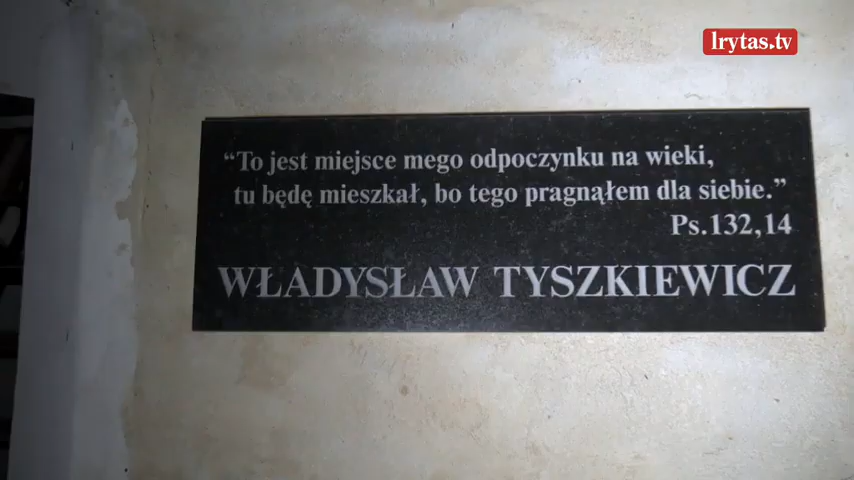 lrytas.tv
“To jest miejsce mego odpoczynku na wieki,
tu będę mieszkał, bo tego pragnąłem dla siebie.”
Ps.132,14
WŁADYSŁAW TYSZKIEWICZ